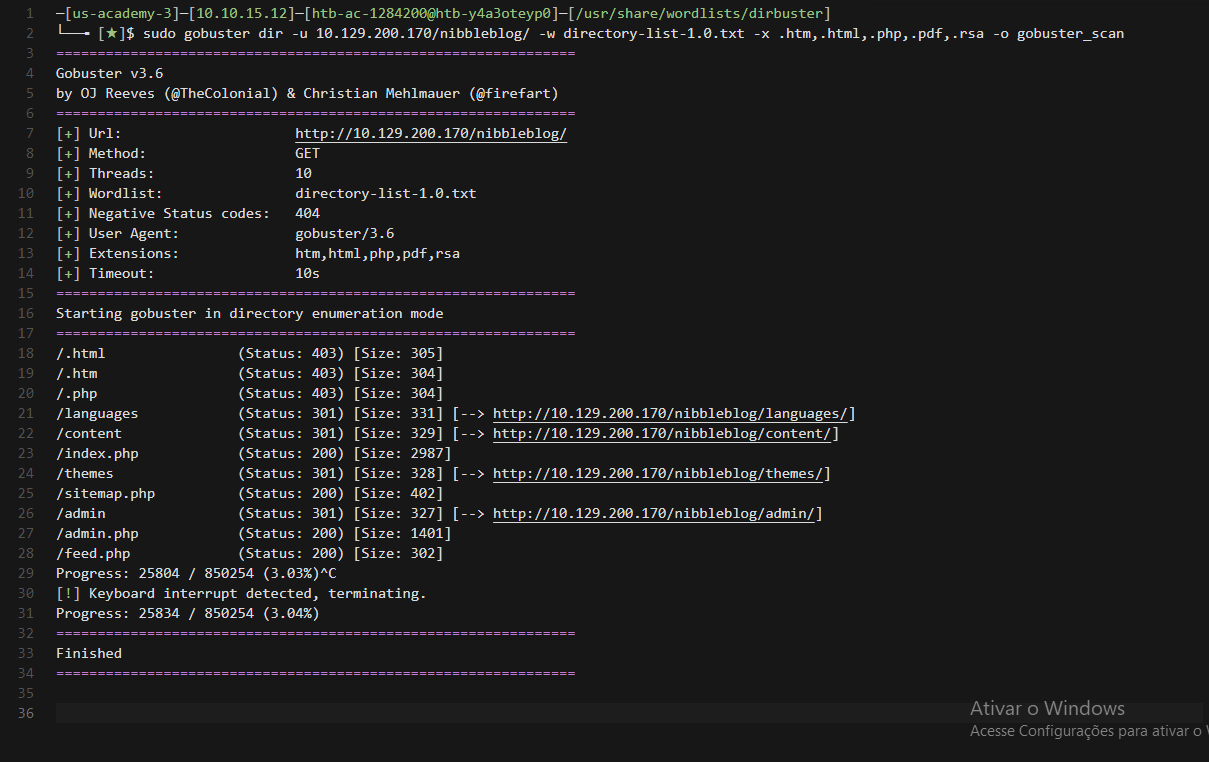 1 ─[us-academy-3]─[10.10.15.12]─[htb-ac-1284200@htb-y4a3oteyp0]─[/usr/share/wordlists/dirbuster]
2 └──╼ [★]$ sudo gobuster dir -u 10.129.200.170/nibbleblog/ -w directory-list-1.0.txt -x .htm,.html,.php,.pdf,.rsa -o gobuster_scan
3 ===============================================================
4 Gobuster v3.6
5 by OJ Reeves (@TheColonial) & Christian Mehlmauer (@firefart)
6 ===============================================================
7 [+] Url:                     http://10.129.200.170/nibbleblog/
8 [+] Method:                  GET
9 [+] Threads:                 10
10 [+] Wordlist:                directory-list-1.0.txt
11 [+] Negative Status codes:   404
12 [+] User Agent:              gobuster/3.6
13 [+] Extensions:              htm,html,php,pdf,rsa
14 [+] Timeout:                 10s
15 ===============================================================
16 Starting gobuster in directory enumeration mode
17 ===============================================================
18 /.html                (Status: 403) [Size: 305]
19 /.htm                 (Status: 403) [Size: 304]
20 /.php                 (Status: 403) [Size: 304]
21 /languages            (Status: 301) [Size: 331] [--> http://10.129.200.170/nibbleblog/languages/]
22 /content              (Status: 301) [Size: 329] [--> http://10.129.200.170/nibbleblog/content/]
23 /index.php            (Status: 200) [Size: 2987]
24 /themes               (Status: 301) [Size: 328] [--> http://10.129.200.170/nibbleblog/themes/]
25 /sitemap.php          (Status: 200) [Size: 402]
26 /admin                (Status: 301) [Size: 327] [--> http://10.129.200.170/nibbleblog/admin/]
27 /admin.php            (Status: 200) [Size: 1401]
28 /feed.php             (Status: 200) [Size: 302]
29 Progress: 25804 / 850254 (3.03%)^C
30 [!] Keyboard interrupt detected, terminating.
31 Progress: 25834 / 850254 (3.04%)
32 ===============================================================
33 Finished
34 ===============================================================
35
36
Ativar o Windows
Acesse Configurações para ativar o